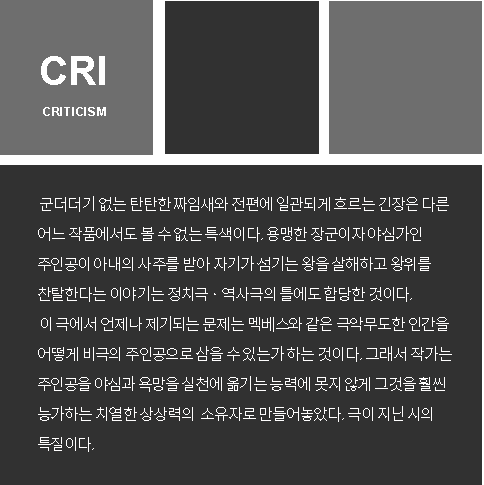 CRI
CRITICISM
군더더기 없는 탄탄한 짜임새와 전편에 일관되게 흐르는 긴장은 다른
어느 작품에서도 볼 수 없는 특색이다. 용맹한 장군이자 야심가인
주인공이 아내의 사주를 받아 자기가 섬기는 왕을 살해하고 왕위를
찬탈한다는 이야기는 정치극·역사극의 틀에도 합당한 것이다.
이 극에서 언제나 제기되는 문제는 멕베스와 같은 극악무도한 인간을
어떻게 비극의 주인공으로 삼을 수 있는가 하는 것이다. 그래서 작가는
주인공을 야심과 욕망을 실천에 옮기는 능력에 못지 않게 그것을 훨씬
능가하는 치열한 상상력의 소유자로 만들어놓았다. 극이 지닌 시의
특질이다.